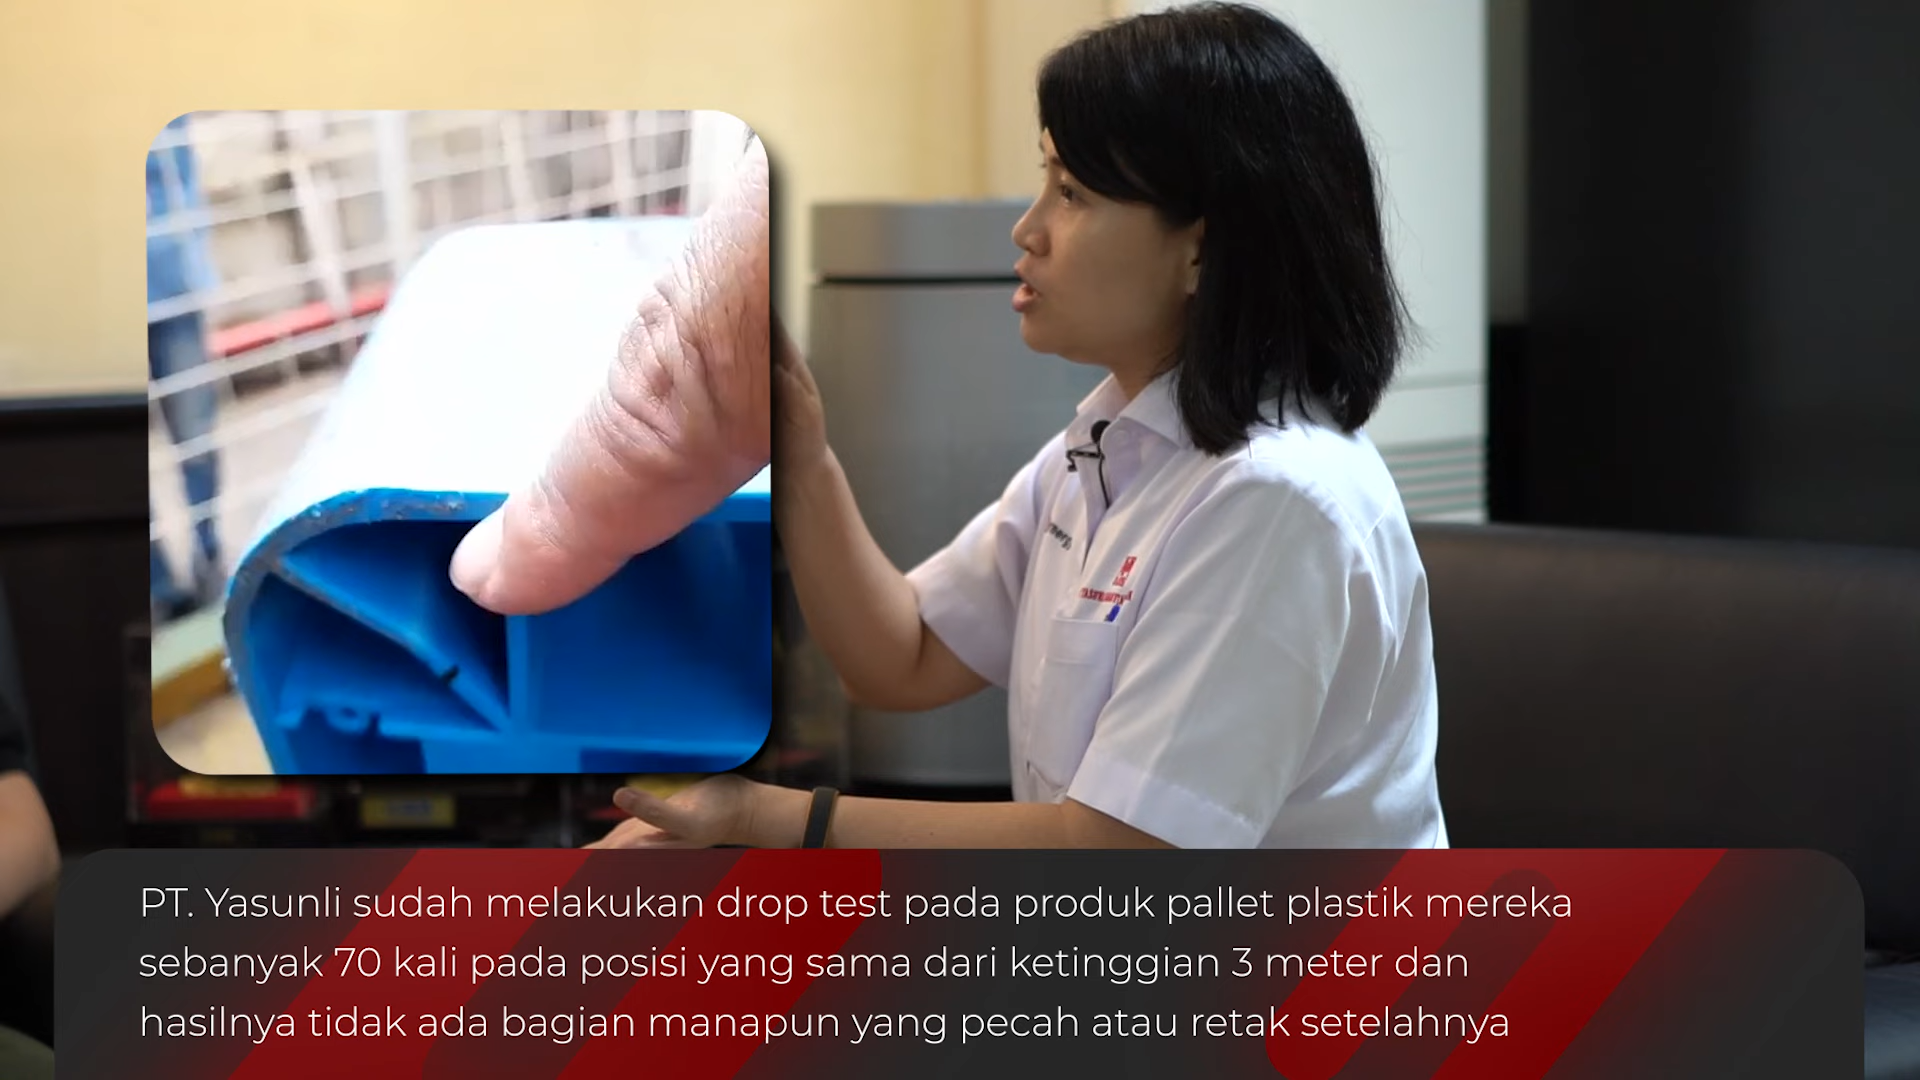 PT. Yasunli sudah melakukan drop test pada produk pallet plastik mereka
sebanyak 70 kali pada posisi yang sama dari ketinggian 3 meter dan
hasilnya tidak ada bagian manapun yang pecah atau retak setelahnya